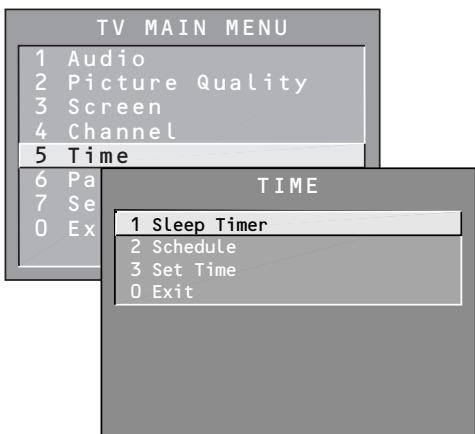 TV MAIN MENU
1 Audio
2 Picture Quality
3 Screen
4 Channel
5 Time
6 Pa
7 Se
0 Ex
TIME
1 Sleep Timer
2 Schedule
3 Set Time
0 Exit